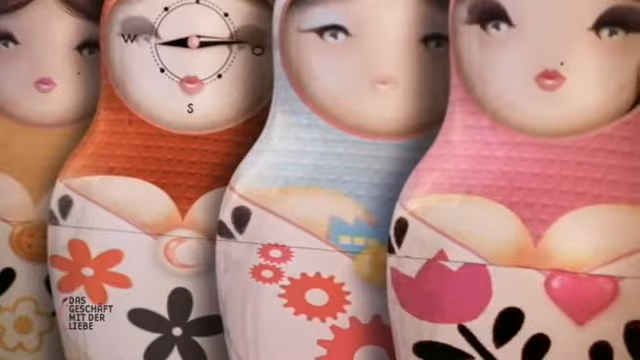 W O
S
DAS
GESCHÄFT
MIT DER
LIEBE